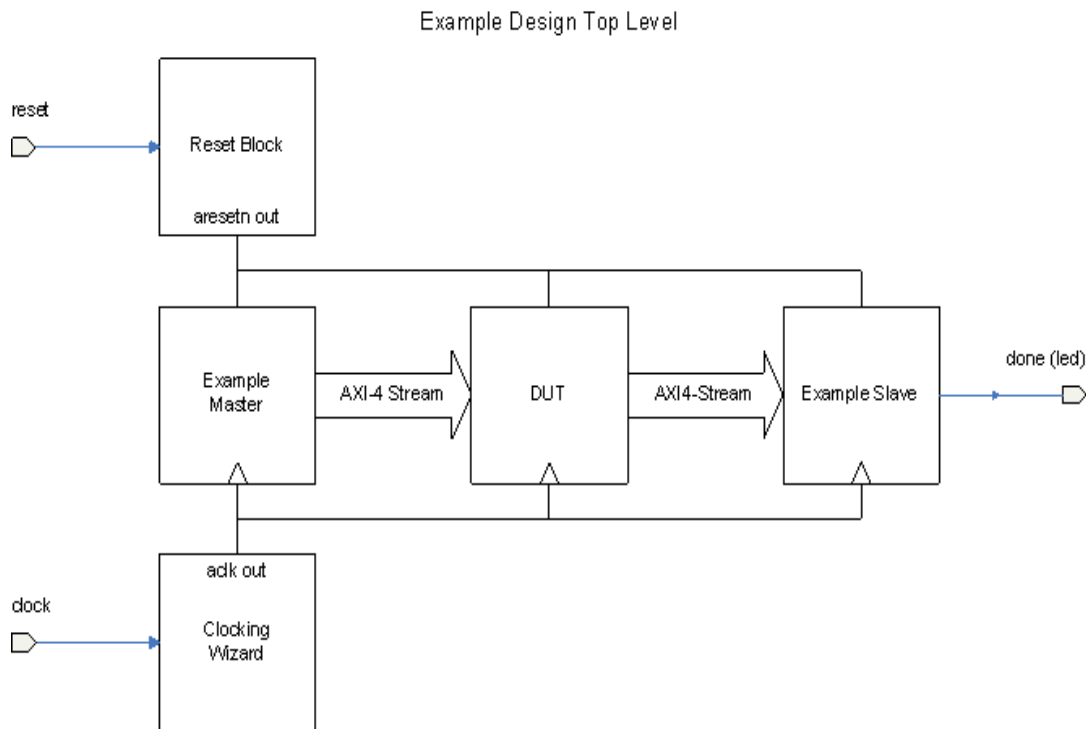 Example Design Top Level
reset
Reset Block
aresetn out
Example
Master
AXI-4 Stream
DUT
AXI4-Stream
Example Slave
done (led)
aclk out
clock
Clocking
Wizard